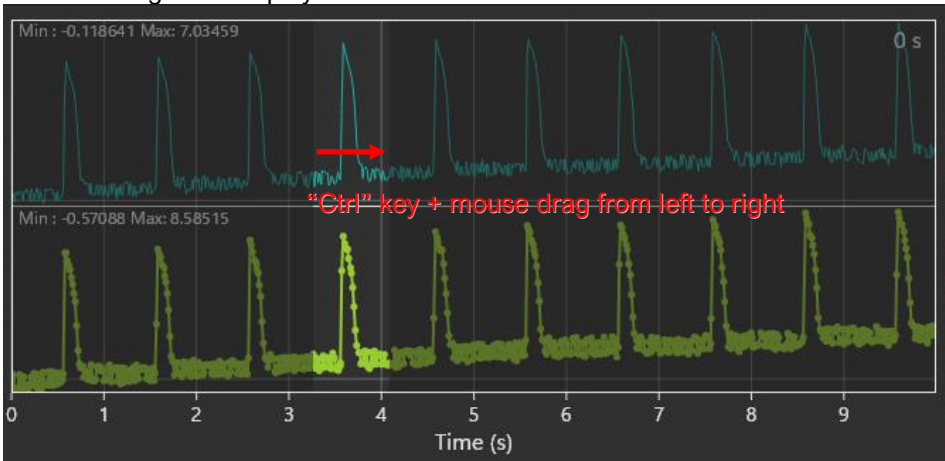 Min : -0.118641 Max: 7.03459
0 s
"Ctrl" key + mouse drag from left to right
Min : -0.57088 Max: 8.58515
0 1 2 3 4 5 6 7 8 9
Time (s)